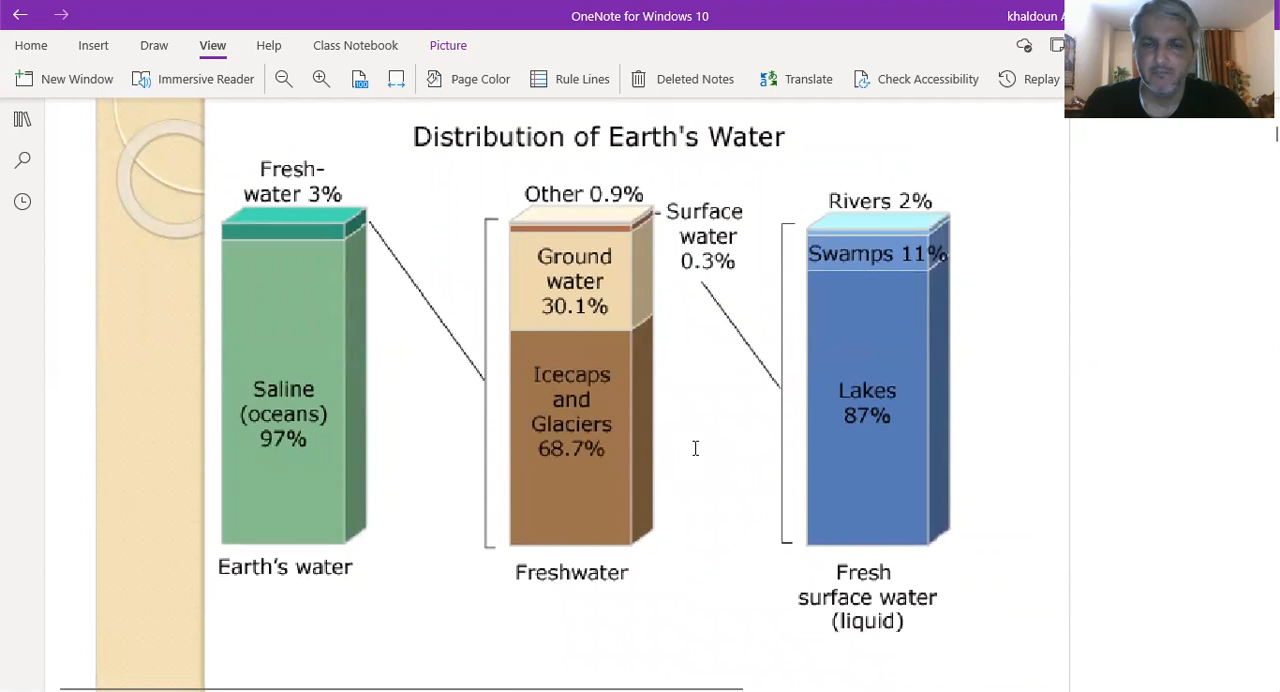 OneNote for Windows 10
khaldoun
Home Insert Draw View Help Class Notebook Picture
New Window Immersive Reader Page Color Rule Lines Deleted Notes Translate Check Accessibility Replay
Distribution of Earth's Water
Fresh-
water 3%
Saline
(oceans)
97%
Earth's water
Other 0.9%
Surface
water
0.3%
Ground
water
30.1%
Icecaps
and
Glaciers
68.7%
Freshwater
Rivers 2%
Swamps 11%
Lakes
87%
Fresh
surface water
(liquid)